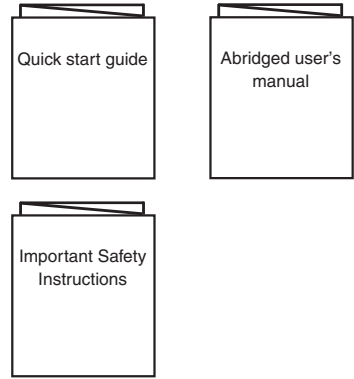 Quick start guide
Abridged user's
manual
Important Safety
Instructions